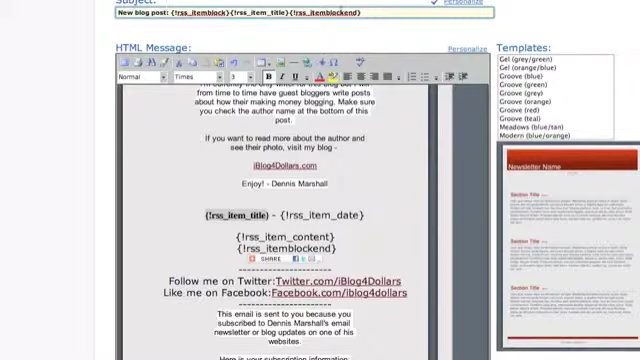 Subject:
Personalize
New blog post: {!rss_itemblock}{!rss_item_title}{!rss_itemblockend}
HTML Message:
Personalize
Templates:
Normal
Times
3
B I U
Gel (grey/green)
Gel (orange/blue)
Groove (blue)
Groove (green)
Groove (grey)
Groove (orange)
Groove (red)
Groove (teal)
Meadows (blue/tan)
Modern (blue/orange)
from time to time have guest bloggers write posts
about how their making money blogging. Make sure
you check the author name at the bottom of this
post.
If you want to read more about the author and
see their photo, visit my blog -
iBlog4Dollars.com
Enjoy! - Dennis Marshall
{!rss_item_title} - {!rss_item_date}
{!rss_item_content}
{!rss_itemblockend}
SHARE
------------------------
Follow me on Twitter:Twitter.com/iBlog4Dollars
Like me on Facebook:Facebook.com/iblog4dollars
------------------------
This email is sent to you because you
subscribed to Dennis Marshall's email
newsletter or blog updates on one of his
websites.
Here is your subscription information:
Newsletter Name
Section Title
Section Title
Section Title